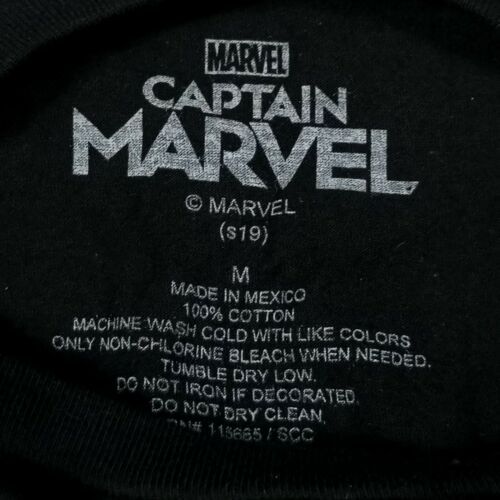 MARVEL
CAPTAIN
MARVEL
© MARVEL
(s19)
M
MADE IN MEXICO
100% COTTON
MACHINE WASH COLD WITH LIKE COLORS
ONLY NON-CHLORINE BLEACH WHEN NEEDED.
TUMBLE DRY LOW.
DO NOT IRON IF DECORATED.
DO NOT DRY CLEAN.
/ SCC